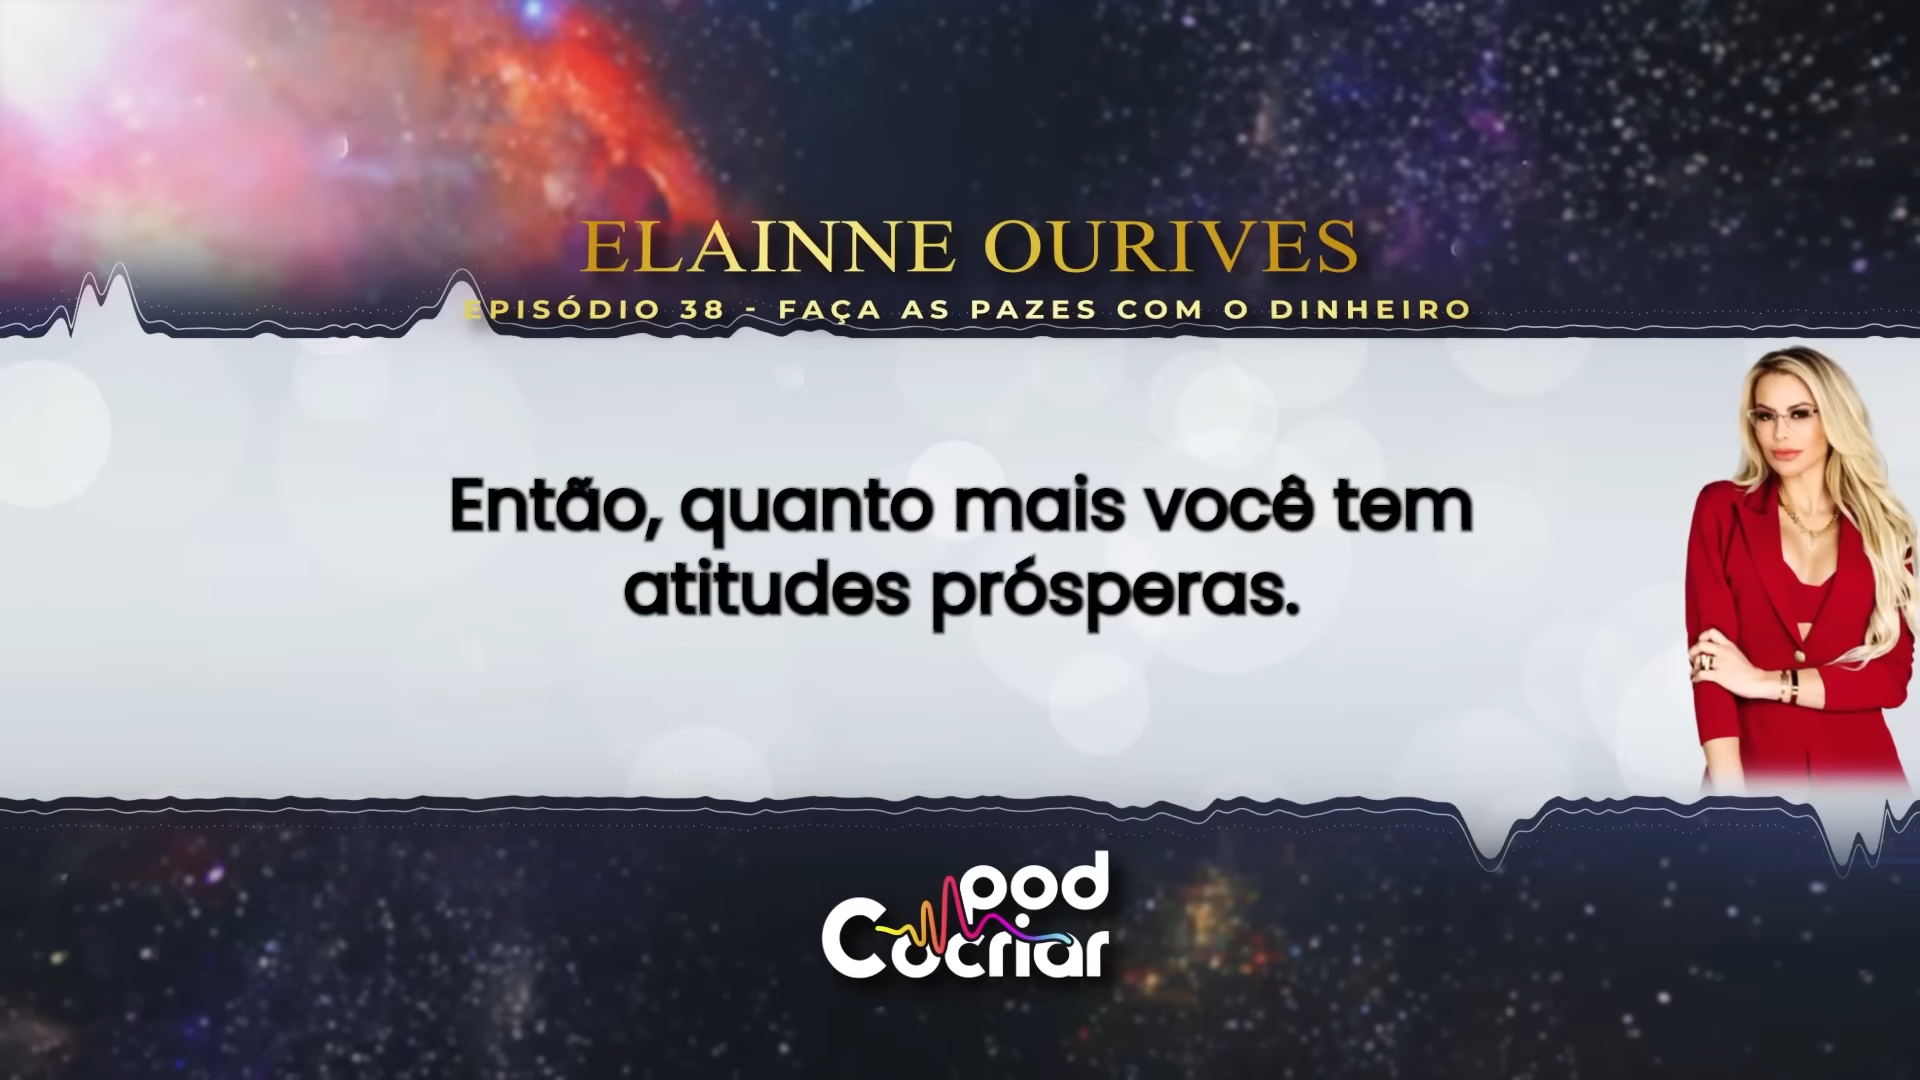 ELAINNE OURIVES
EPISÓDIO 38 - FAÇA AS PAZES COM O DINHEIRO
Então, quanto mais você tem
atitudes prósperas.
pod
Cocriar